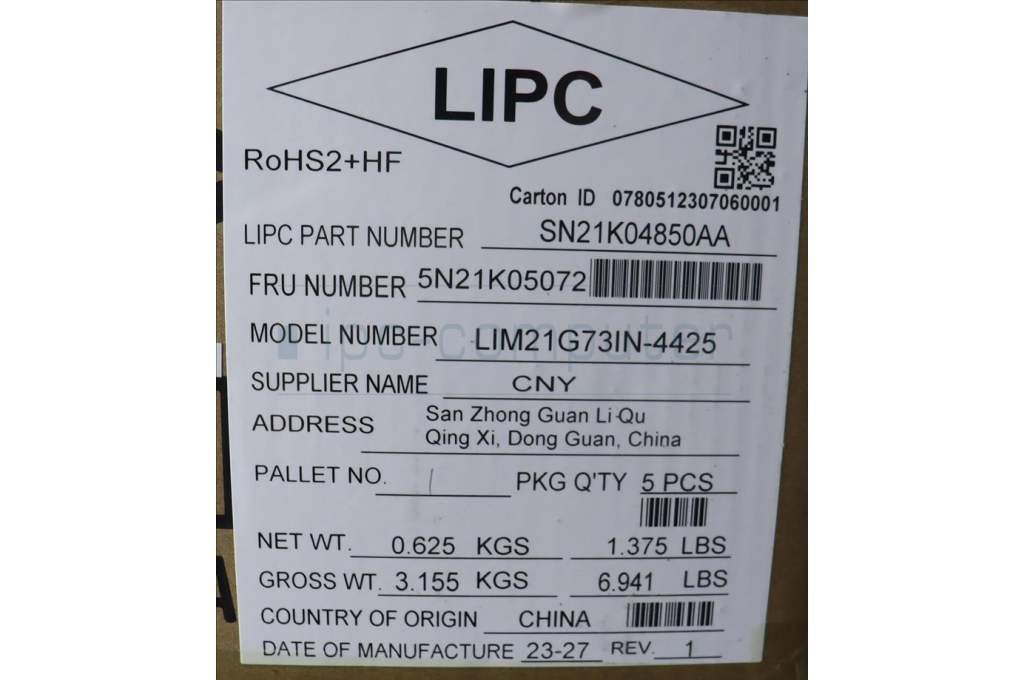 LIPC
RoHS2+HF
Carton ID 0780512307060001
LIPC PART NUMBER SN21K04850AA
FRU NUMBER 5N21K05072
MODEL NUMBER LIM21G73IN-4425
ipc-computer
SUPPLIER NAME CNY
ADDRESS San Zhong Guan Li-Qu
Qing Xi, Dong Guan, China
PALLET NO. PKG Q'TY 5 PCS
NET WT. 0.625 KGS 1.375 LBS
GROSS WT. 3.155 KGS 6.941 LBS
COUNTRY OF ORIGIN CHINA
DATE OF MANUFACTURE 23-27 REV. 1